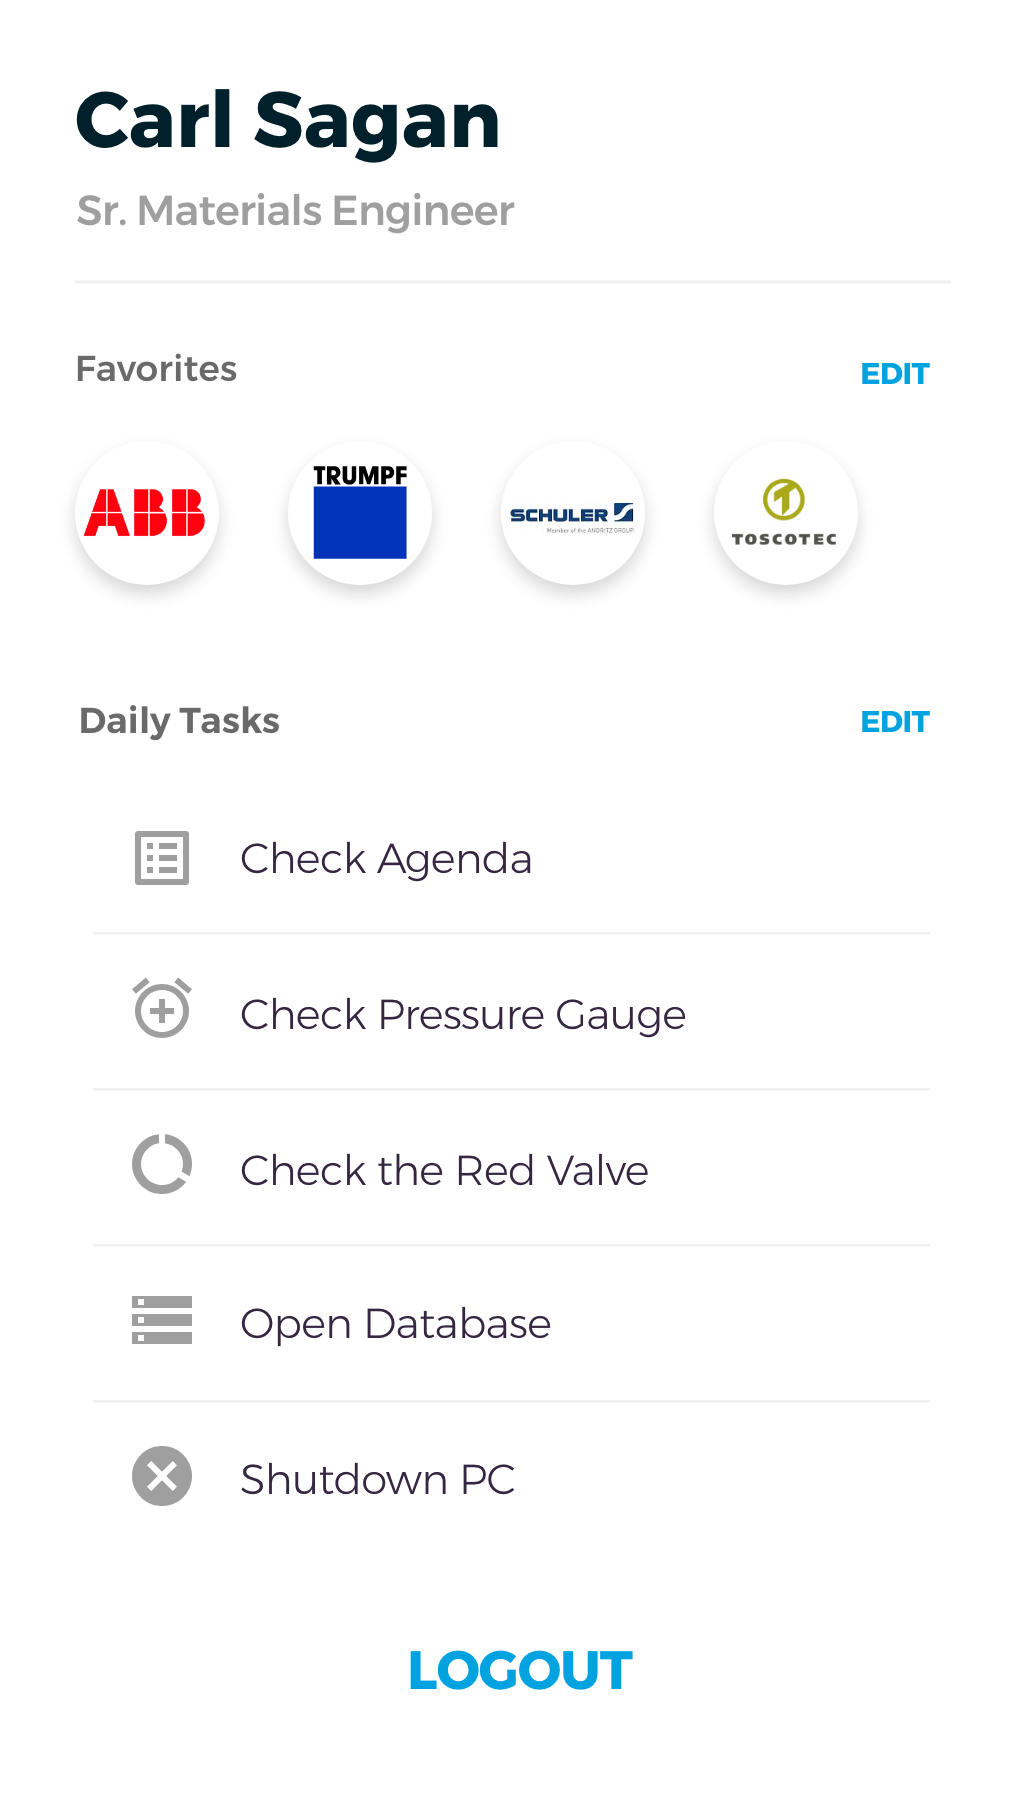 Carl Sagan
Sr. Materials Engineer
Favorites
EDIT
ABB
TRUMPF
SCHULER
Member of the ANDRITZ GROUP
TOSCOTEC
Daily Tasks
EDIT
Check Agenda
Check Pressure Gauge
Check the Red Valve
Open Database
Shutdown PC
LOGOUT